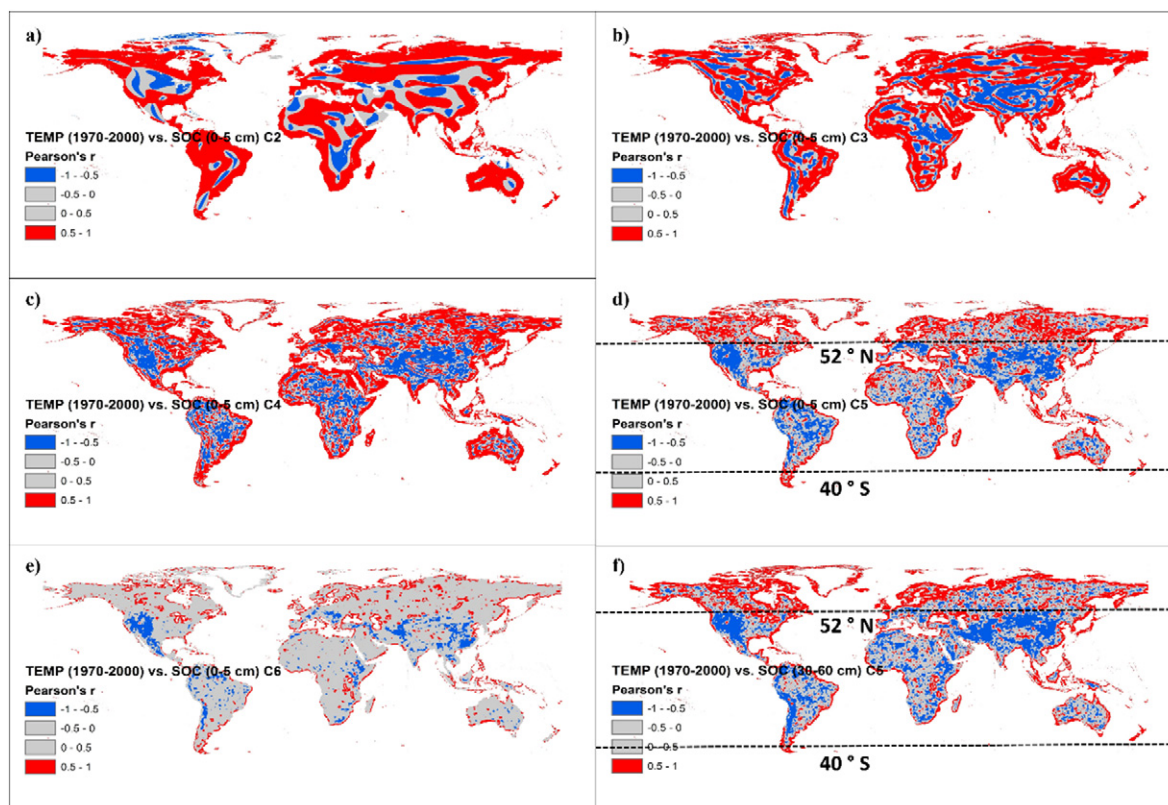 a)
TEMP (1970-2000) vs. SOC (0-5 cm) C2
Pearson's r
-1 - -0.5
-0.5 - 0
0 - 0.5
0.5 - 1
b)
TEMP (1970-2000) vs. SOC (0-5 cm) C3
Pearson's r
-1 - -0.5
-0.5 - 0
0 - 0.5
0.5 - 1
c)
TEMP (1970-2000) vs. SOC (0-5 cm) C4
Pearson's r
-1 - -0.5
-0.5 - 0
0 - 0.5
0.5 - 1
d)
52 ° N
TEMP (1970-2000) vs. SOC (0-5 cm) C5
Pearson's r
-1 - -0.5
-0.5 - 0
0 - 0.5
0.5 - 1
40 ° S
e)
TEMP (1970-2000) vs. SOC (0-5 cm) C6
Pearson's r
-1 - -0.5
-0.5 - 0
0 - 0.5
0.5 - 1
f)
52 ° N
TEMP (1970-2000) vs. SOC (30-60 cm) C5
Pearson's r
-1 - -0.5
-0.5 - 0
0 - 0.5
0.5 - 1
40 ° S